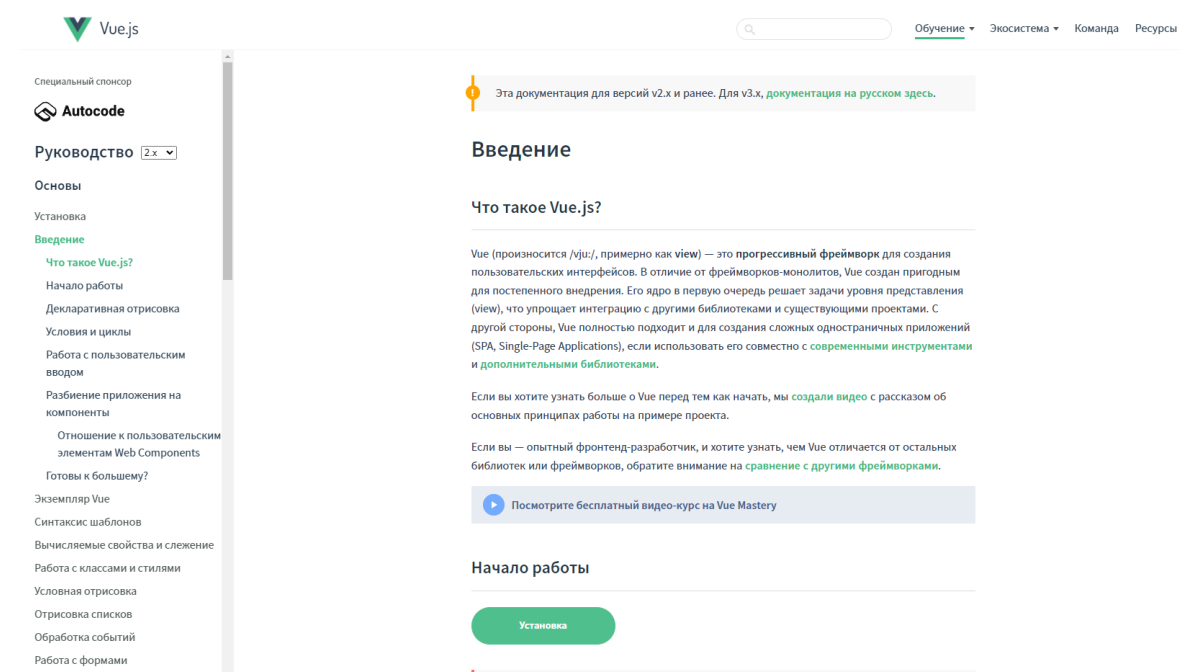 Vue.js
Обучение
Экосистема
Команда
Ресурсы
Специальный спонсор
Autocode
Руководство 2.x
Основы
Установка
Введение
Что такое Vue.js?
Начало работы
Декларативная отрисовка
Условия и циклы
Работа с пользовательским
вводом
Разбиение приложения на
компоненты
Отношение к пользовательским
элементам Web Components
Готовы к большему?
Экземпляр Vue
Синтаксис шаблонов
Вычисляемые свойства и слежение
Работа с классами и стилями
Условная отрисовка
Отрисовка списков
Обработка событий
Работа с формами
Эта документация для версий v2.x и ранее. Для v3.x, документация на русском здесь.
Введение
Что такое Vue.js?
Vue (произносится /vjuː/, примерно как view) — это прогрессивный фреймворк для создания
пользовательских интерфейсов. В отличие от фреймворков-монолитов, Vue создан пригодным
для постепенного внедрения. Его ядро в первую очередь решает задачи уровня представления
(view), что упрощает интеграцию с другими библиотеками и существующими проектами. С
другой стороны, Vue полностью подходит и для создания сложных одностраничных приложений
(SPA, Single-Page Applications), если использовать его совместно с современными инструментами
и дополнительными библиотеками.
Если вы хотите узнать больше о Vue перед тем как начать, мы создали видео с рассказом об
основных принципах работы на примере проекта.
Если вы — опытный фронтенд-разработчик, и хотите узнать, чем Vue отличается от остальных
библиотек или фреймворков, обратите внимание на сравнение с другими фреймворками.
Посмотрите бесплатный видео-курс на Vue Mastery
Начало работы
Установка